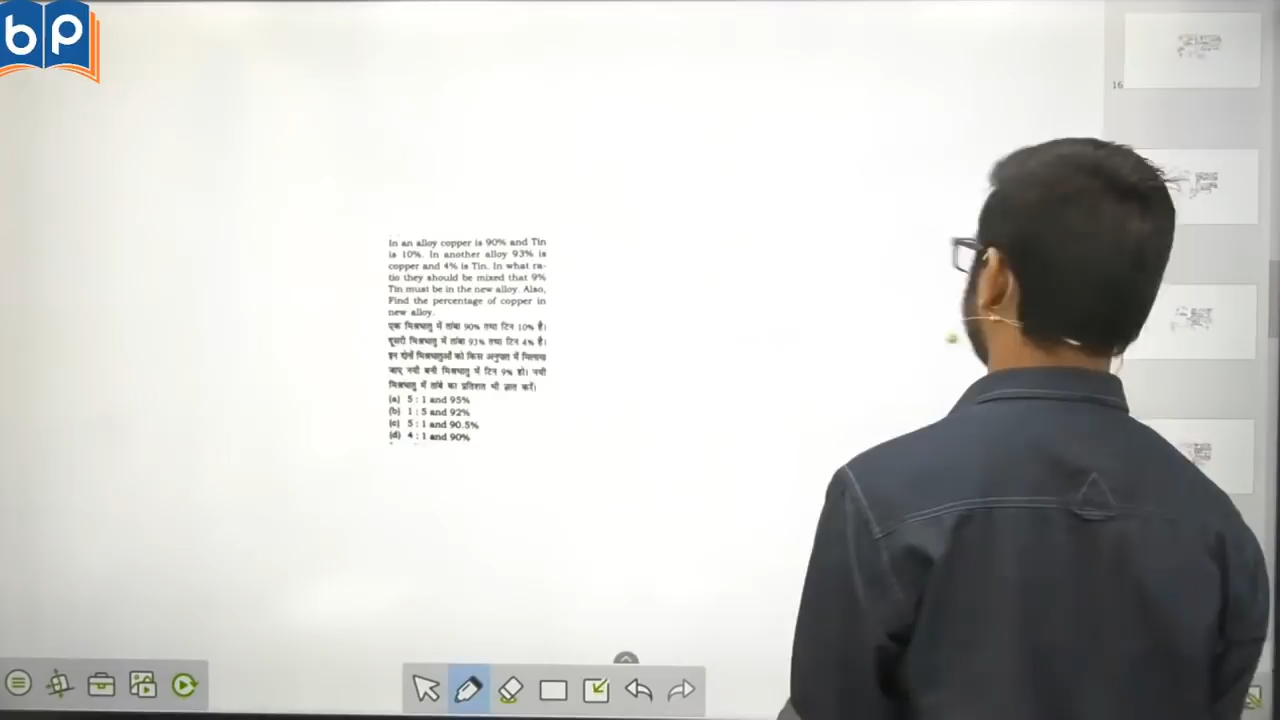 bp
16
In an alloy copper is 90% and Tin
is 10%. In another alloy 93% is
copper and 4% is Tin. In what ra-
tio they should be mixed that 9%
Tin must be in the new alloy. Also,
Find the percentage of copper in
new alloy.
एक मिश्रधातु में तांबा 90% तथा टिन 10% है।
दूसरी मिश्रधातु में तांबा 93% तथा टिन 4% है।
इन दोनों मिश्रधातुओं को किस अनुपात में मिलाया
जाए नयी बनी मिश्रधातु में टिन 9% हो। नयी
मिश्रधातु में तांबे का प्रतिशत भी ज्ञात करें।
(a) 5 : 1 and 95%
(b) 1 : 5 and 92%
(c) 5 : 1 and 90.5%
(d) 4 : 1 and 90%